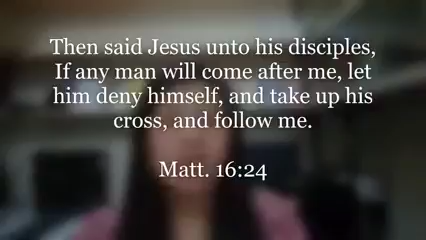 Then said Jesus unto his disciples,
If any man will come after me, let
him deny himself, and take up his
cross, and follow me.
Matt. 16:24